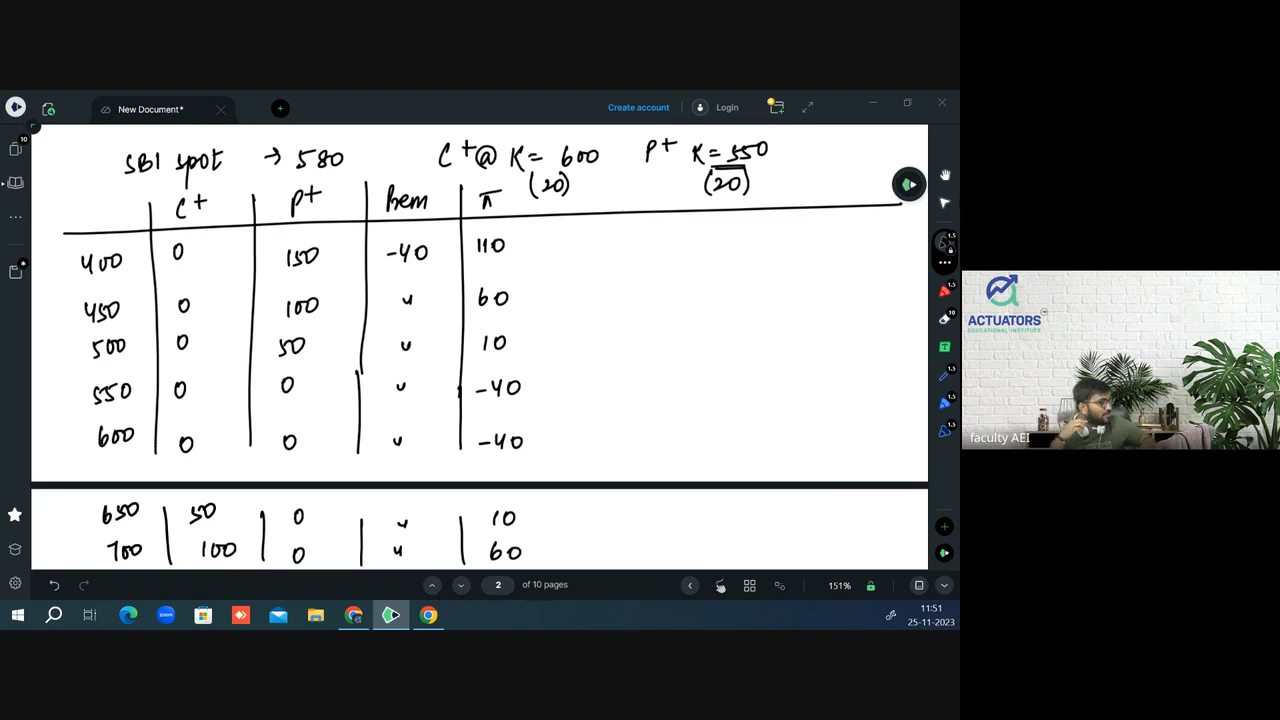 New Document*
Create account
Login
SBI spot → 580 C+@ K = 600 P+ K = 550
(20) (20)
C+ P+ Prem π
400 0 150 -40 110
450 0 100 " 60
500 0 50 " 10
550 0 0 " -40
600 0 0 " -40
650 50 0 " 10
700 100 0 " 60
ACTUATORS
EDUCATIONAL INSTITUTE
faculty AEI
2 of 10 pages
151%
zoom
11:51
25-11-2023